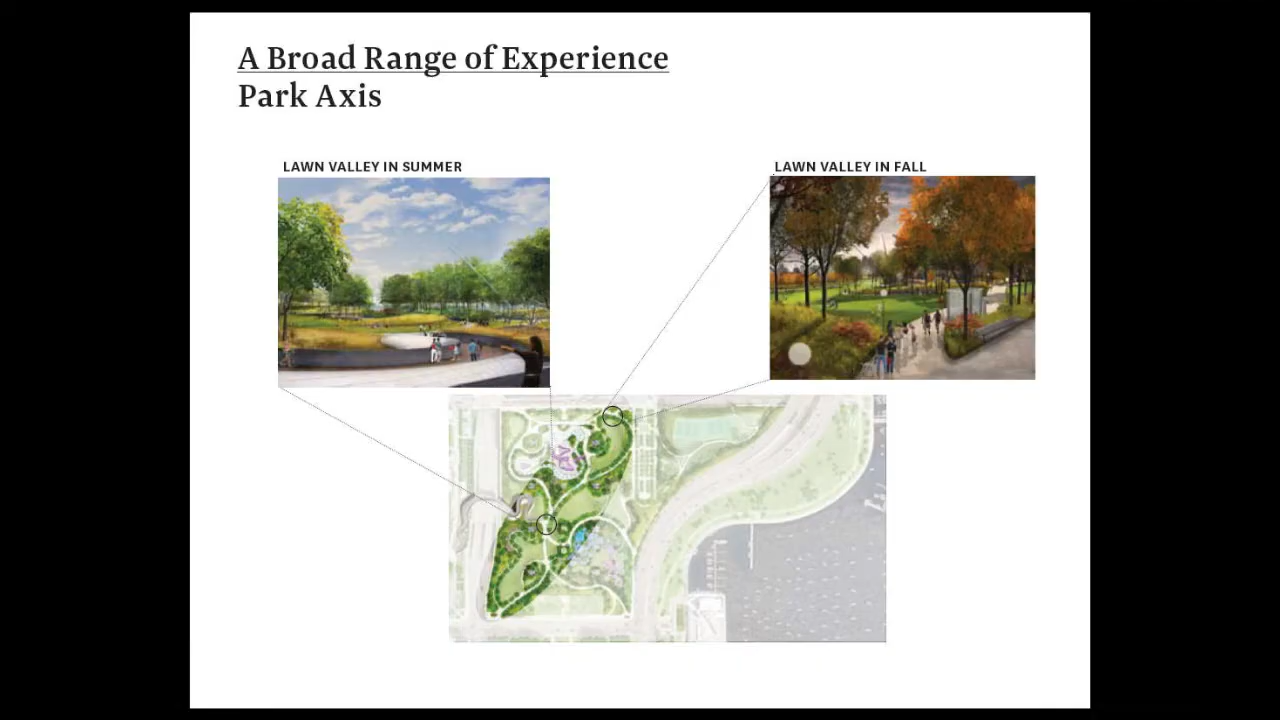 A Broad Range of Experience
Park Axis
LAWN VALLEY IN SUMMER
LAWN VALLEY IN FALL